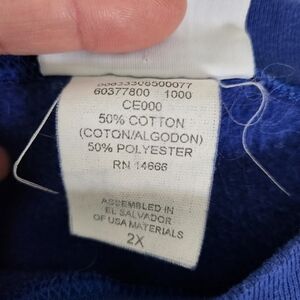 60377800 1000
CE000
50% COTTON
(COTON/ALGODON)
50% POLYESTER
RN 14666
ASSEMBLED IN
EL SALVADOR
OF USA MATERIALS
2X